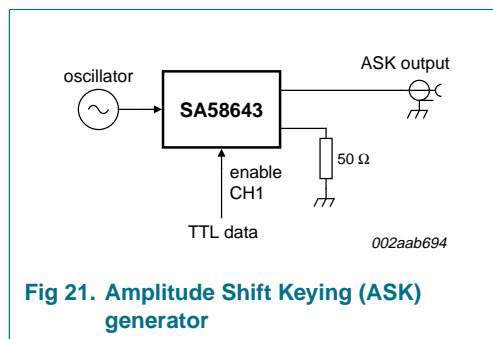 oscillator
ASK output
SA58643
50 Ω
enable
CH1
TTL data
002aab694
Fig 21. Amplitude Shift Keying (ASK)
generator